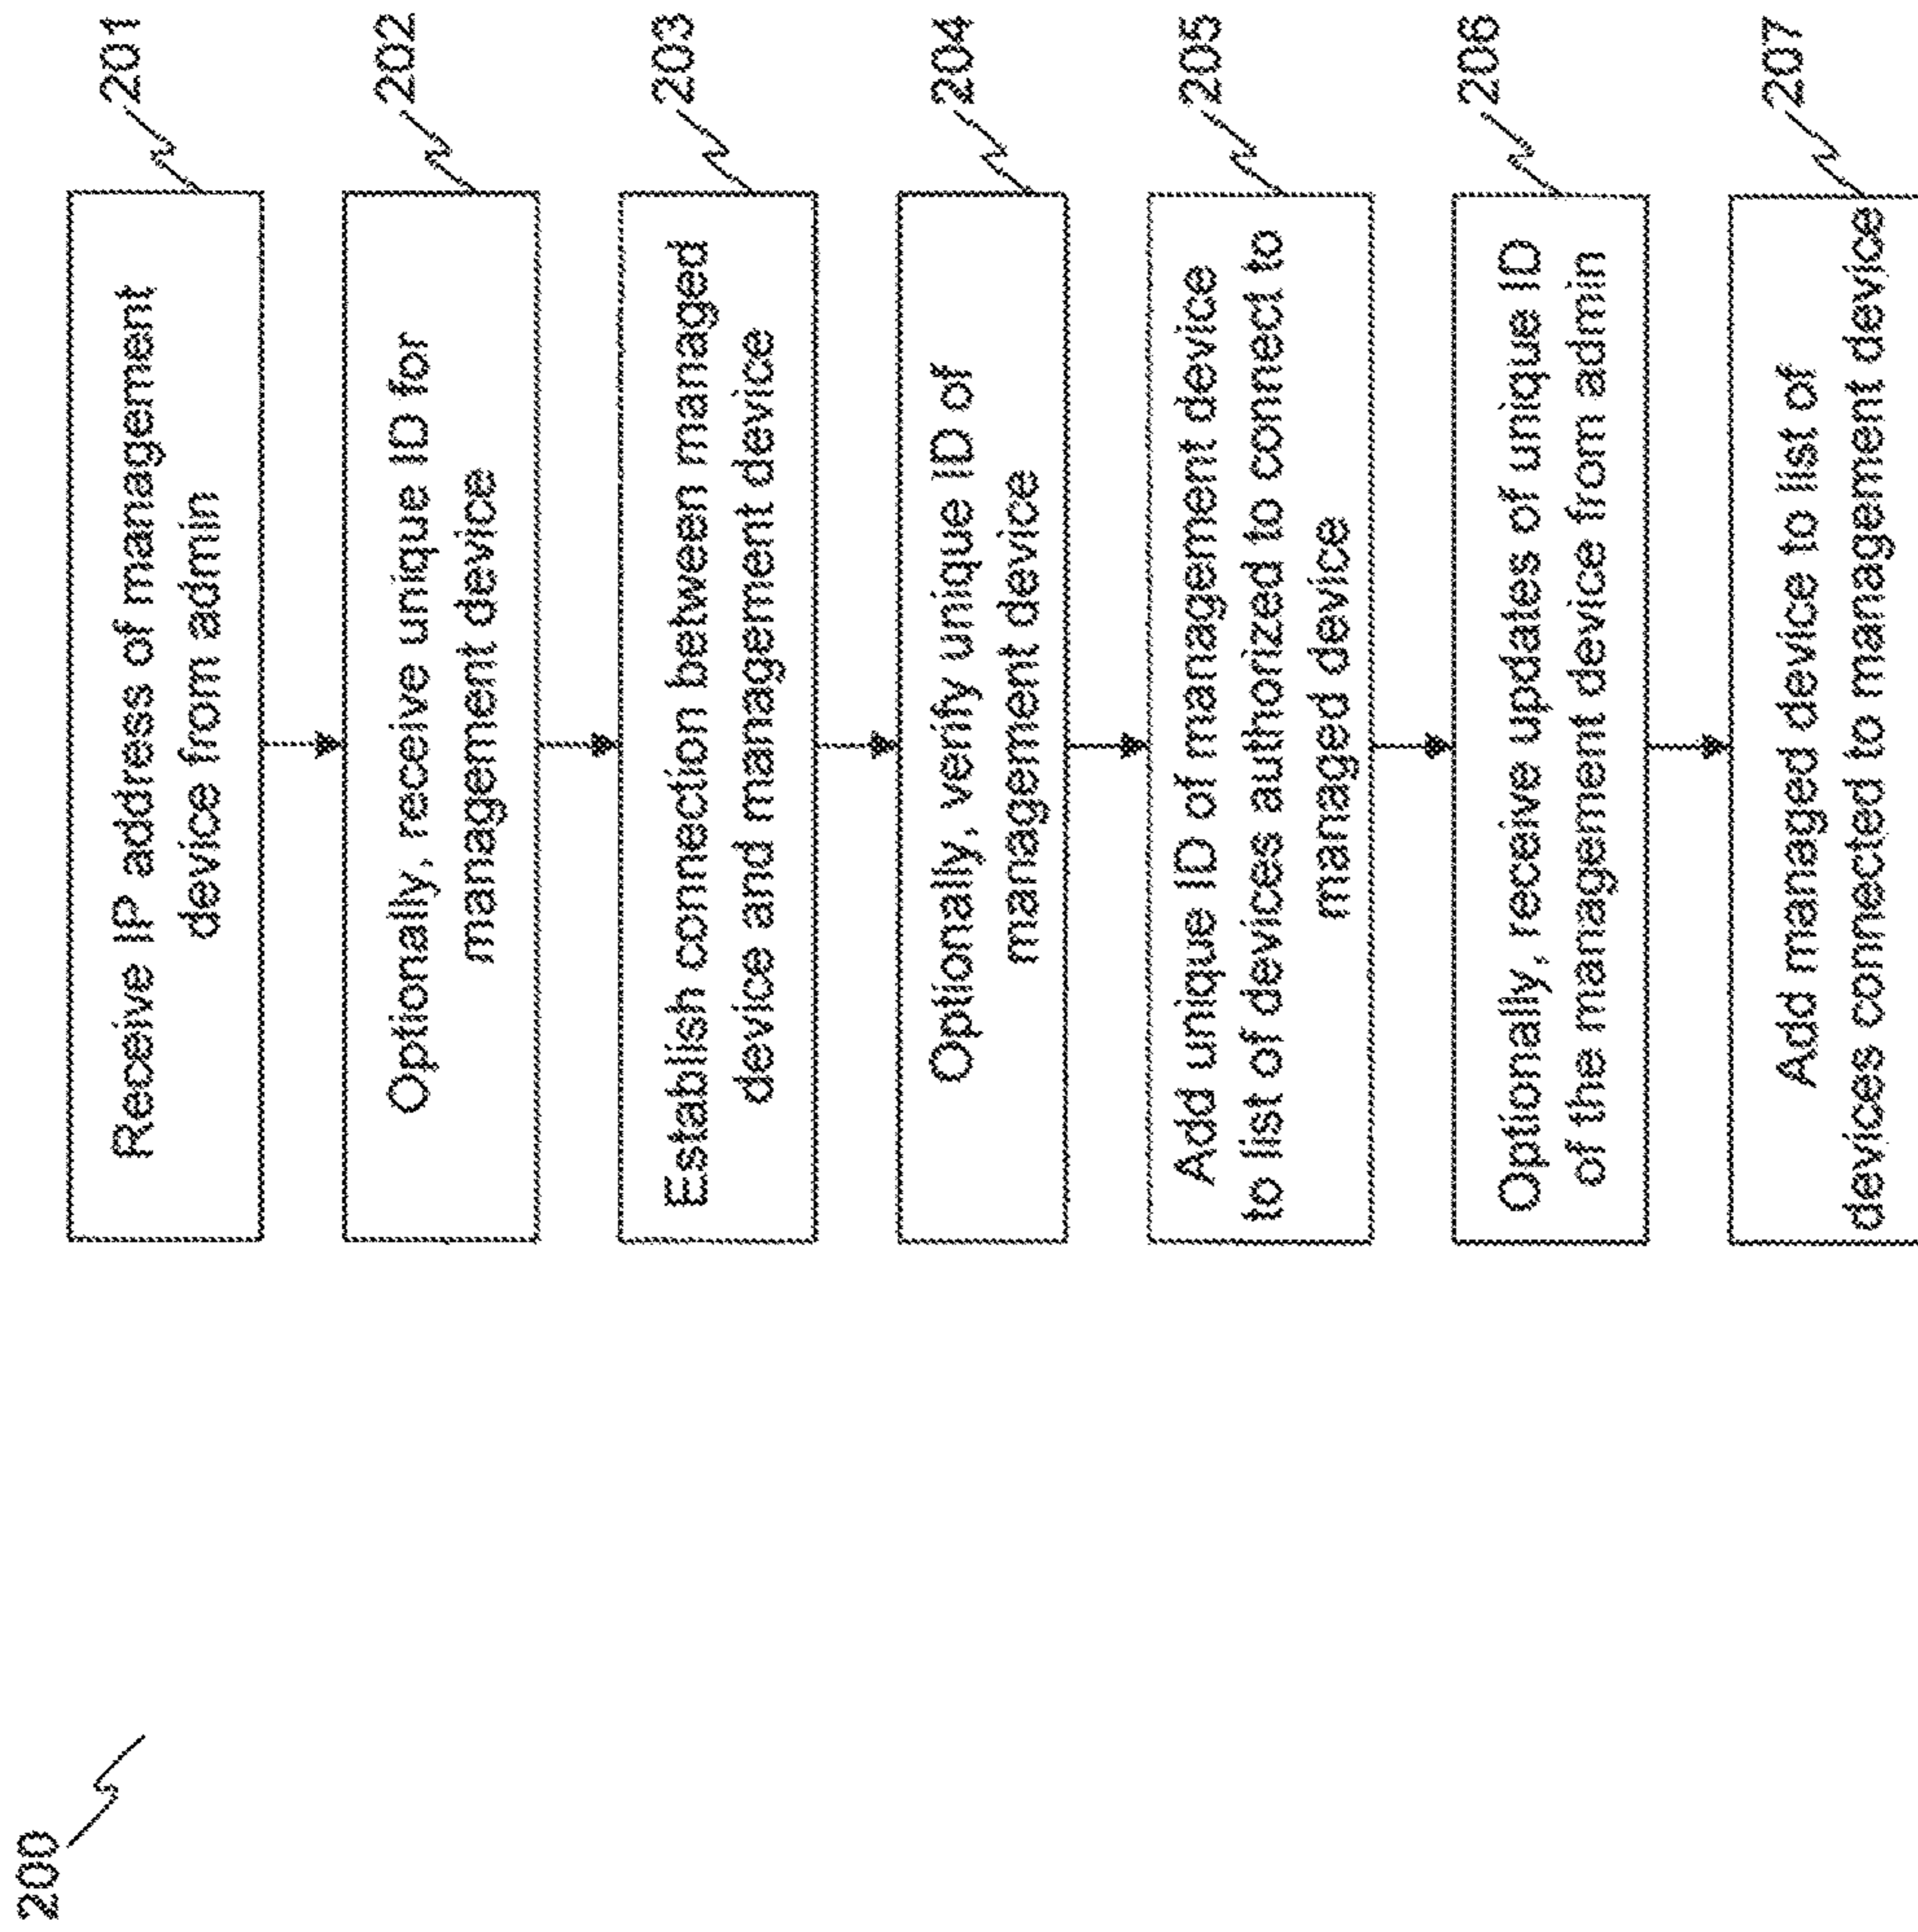 200
Receive IP address of management
device from admin
201
Optionally, receive unique ID for
management device
202
Establish connection between managed
device and management device
203
Optionally, verify unique ID of
management device
204
Add unique ID of management device
to list of devices authorized to connect to
managed device
205
Optionally, receive updates of unique ID
of the management device from admin
206
Add managed device to list of
devices connected to management device
207